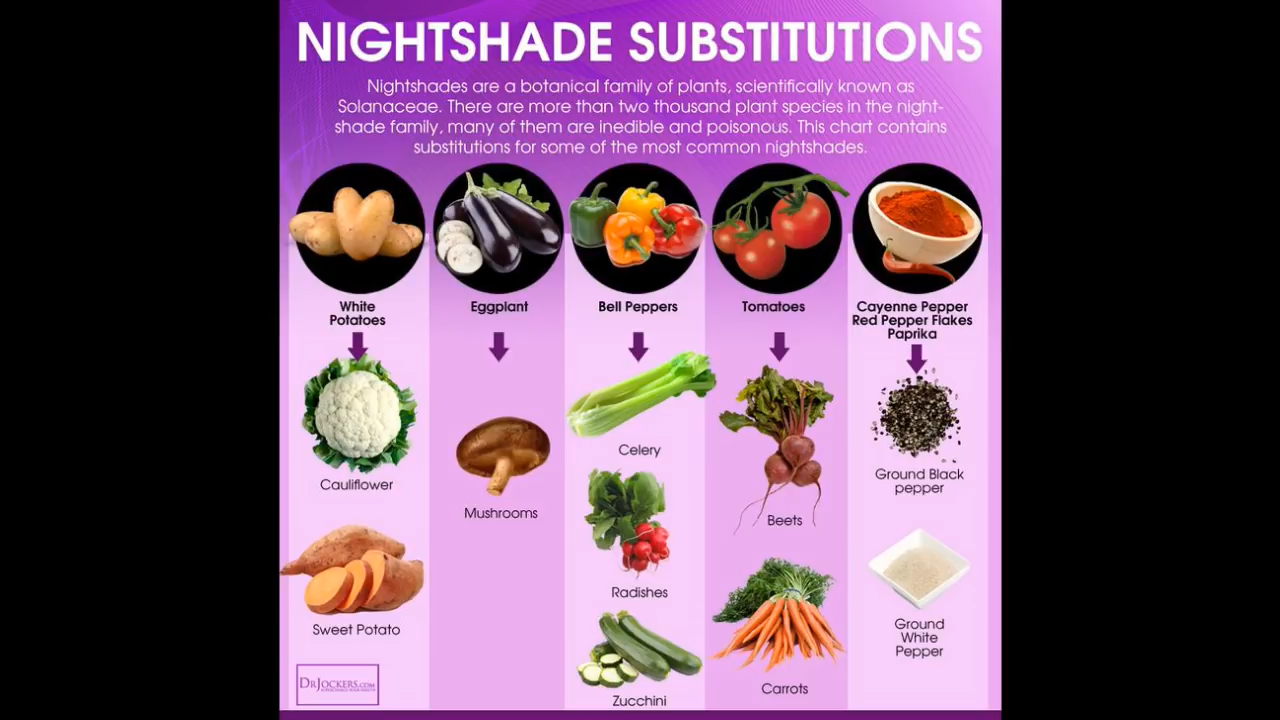 NIGHTSHADE SUBSTITUTIONS
Nightshades are a botanical family of plants, scientifically known as
Solanaceae. There are more than two thousand plant species in the night-
shade family, many of them are inedible and poisonous. This chart contains
substitutions for some of the most common nightshades.
White
Potatoes
Eggplant
Bell Peppers
Tomatoes
Cayenne Pepper
Red Pepper Flakes
Paprika
Cauliflower
Sweet Potato
Mushrooms
Celery
Radishes
Zucchini
Beets
Carrots
Ground Black
pepper
Ground
White
Pepper
DRJOCKERS.COM